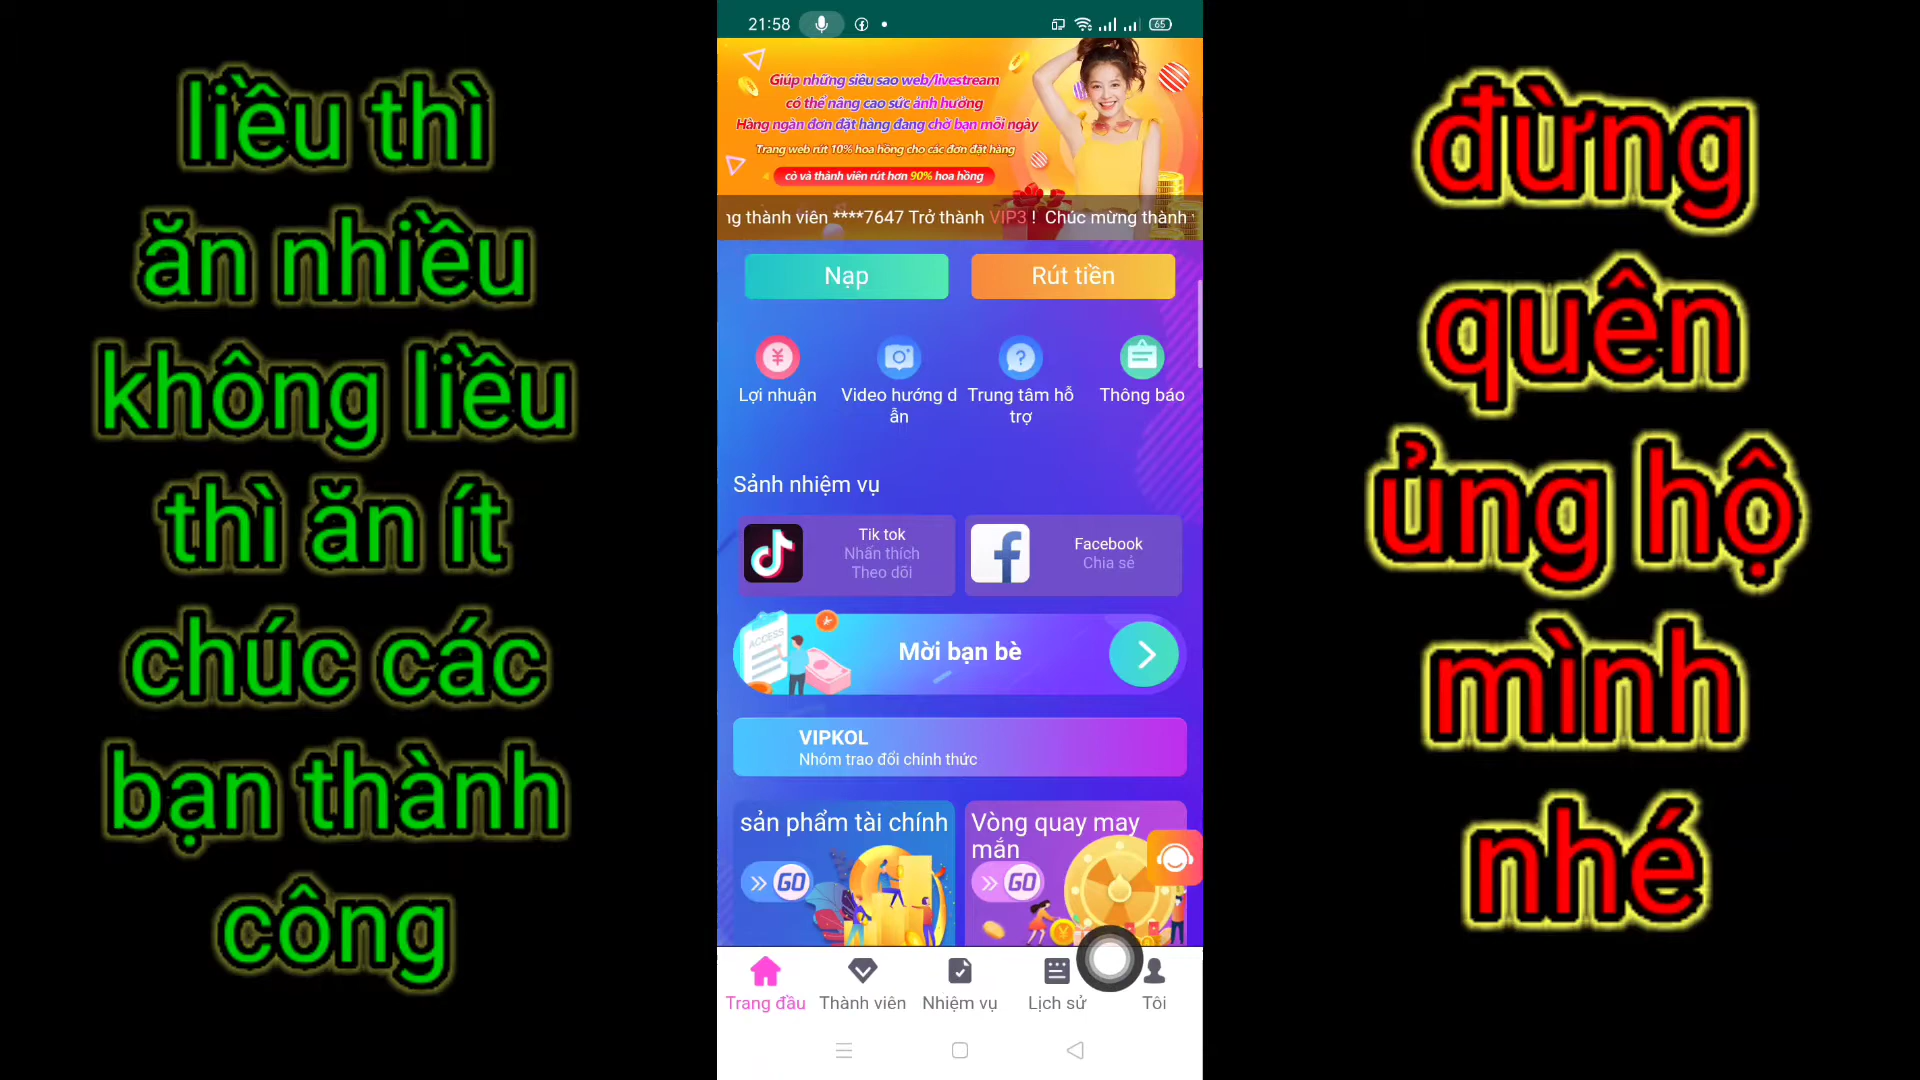 liều thì
ăn nhiều
không liều
thì ăn ít
chúc các
bạn thành
công
21:58
65
Giúp những siêu sao web/livestream
có thể nâng cao sức ảnh hưởng
Hàng ngàn đơn đặt hàng đang chờ bạn mỗi ngày
Trang web rút 10% hoa hồng cho các đơn đặt hàng
cỏ và thành viên rút hơn 90% hoa hồng
ng thành viên ****7647 Trở thành VIP3 ! Chúc mừng thành
Nạp
Rút tiền
Lợi nhuận
Video hướng d
ẫn
Trung tâm hỗ
trợ
Thông báo
Sảnh nhiệm vụ
Tik tok
Nhấn thích
Theo dõi
Facebook
Chia sẻ
ACCESS
Mời bạn bè
VIPKOL
Nhóm trao đổi chính thức
sản phẩm tài chính
GO
Vòng quay may
mắn
GO
Trang đầu
Thành viên
Nhiệm vụ
Lịch sử
Tôi
đừng
quên
ủng hộ
mình
nhé